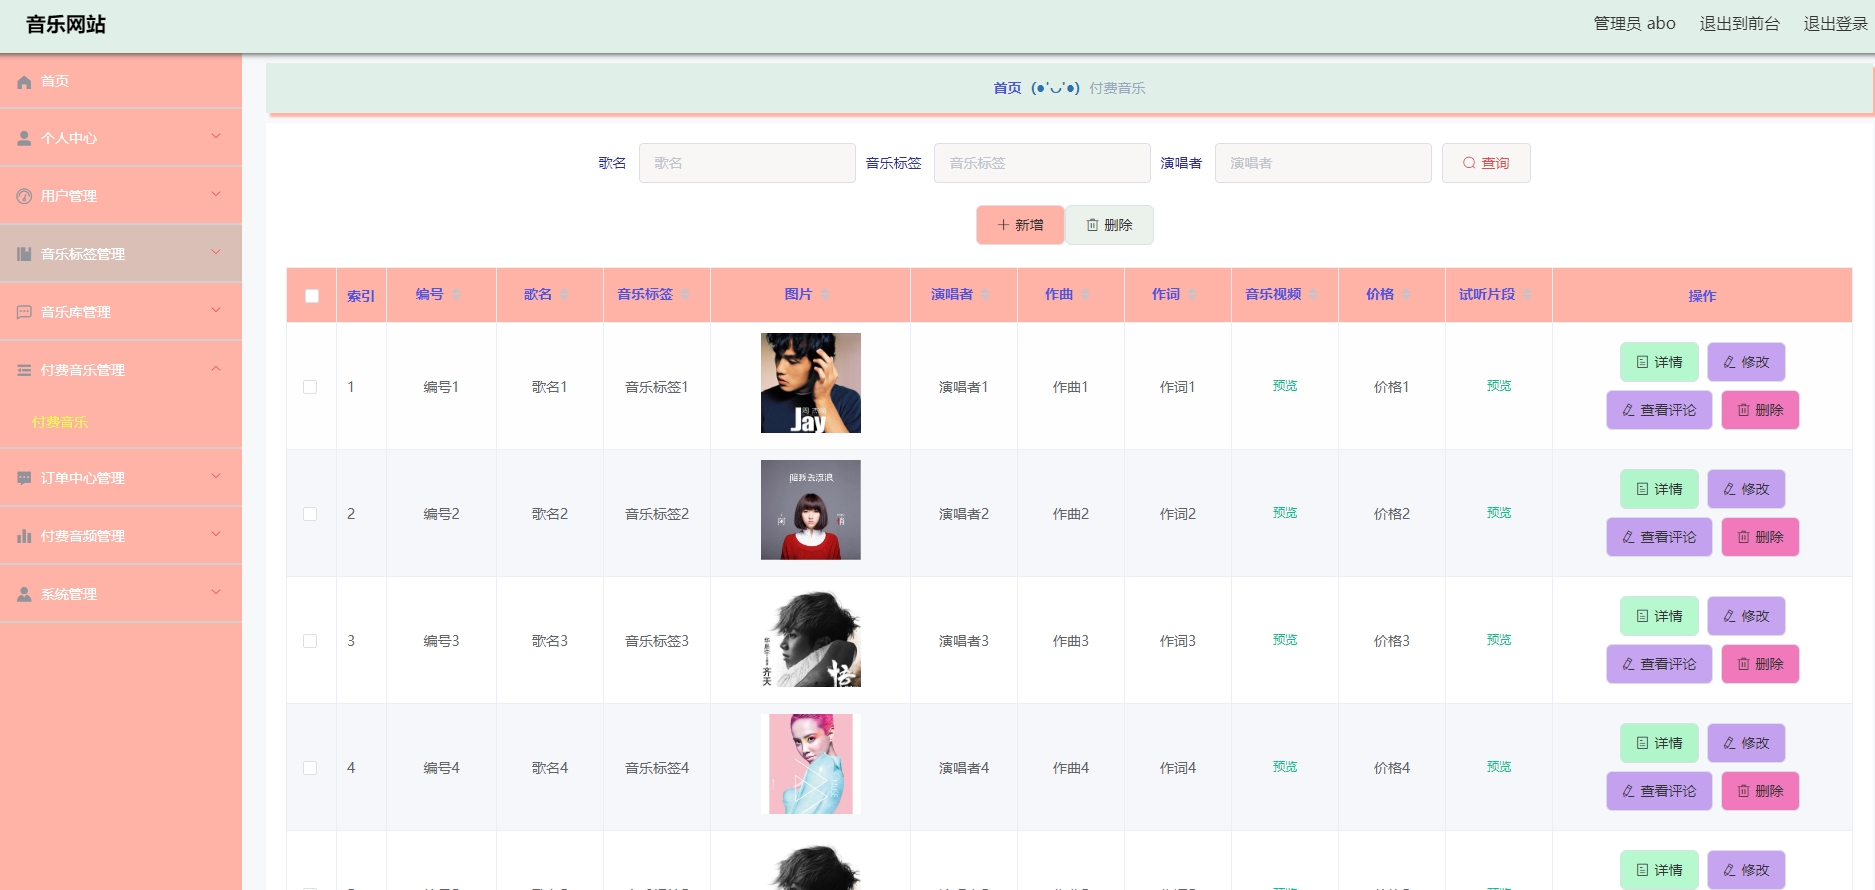 音乐网站
管理员 abo 退出到前台 退出登录
首页
个人中心
用户管理
音乐标签管理
音乐库管理
付费音乐管理
付费音乐
订单中心管理
付费音频管理
系统管理
首页 (●'◡'●) 付费音乐
歌名 歌名 音乐标签 音乐标签 演唱者 演唱者 查询
新增 删除
索引 编号 歌名 音乐标签 图片 演唱者 作曲 作词 音乐视频 价格 试听片段 操作
1 编号1 歌名1 音乐标签1 演唱者1 作曲1 作词1 预览 价格1 预览
周杰伦
Jay
详情 修改
查看评论 删除
2 编号2 歌名2 音乐标签2 演唱者2 作曲2 作词2 预览 价格2 预览
陪我去流浪
阿 悄
详情 修改
查看评论 删除
3 编号3 歌名3 音乐标签3 演唱者3 作曲3 作词3 预览 价格3 预览
华晨宇
齐天
悟
详情 修改
查看评论 删除
4 编号4 歌名4 音乐标签4 演唱者4 作曲4 作词4 预览 价格4 预览
详情 修改
查看评论 删除
详情 修改